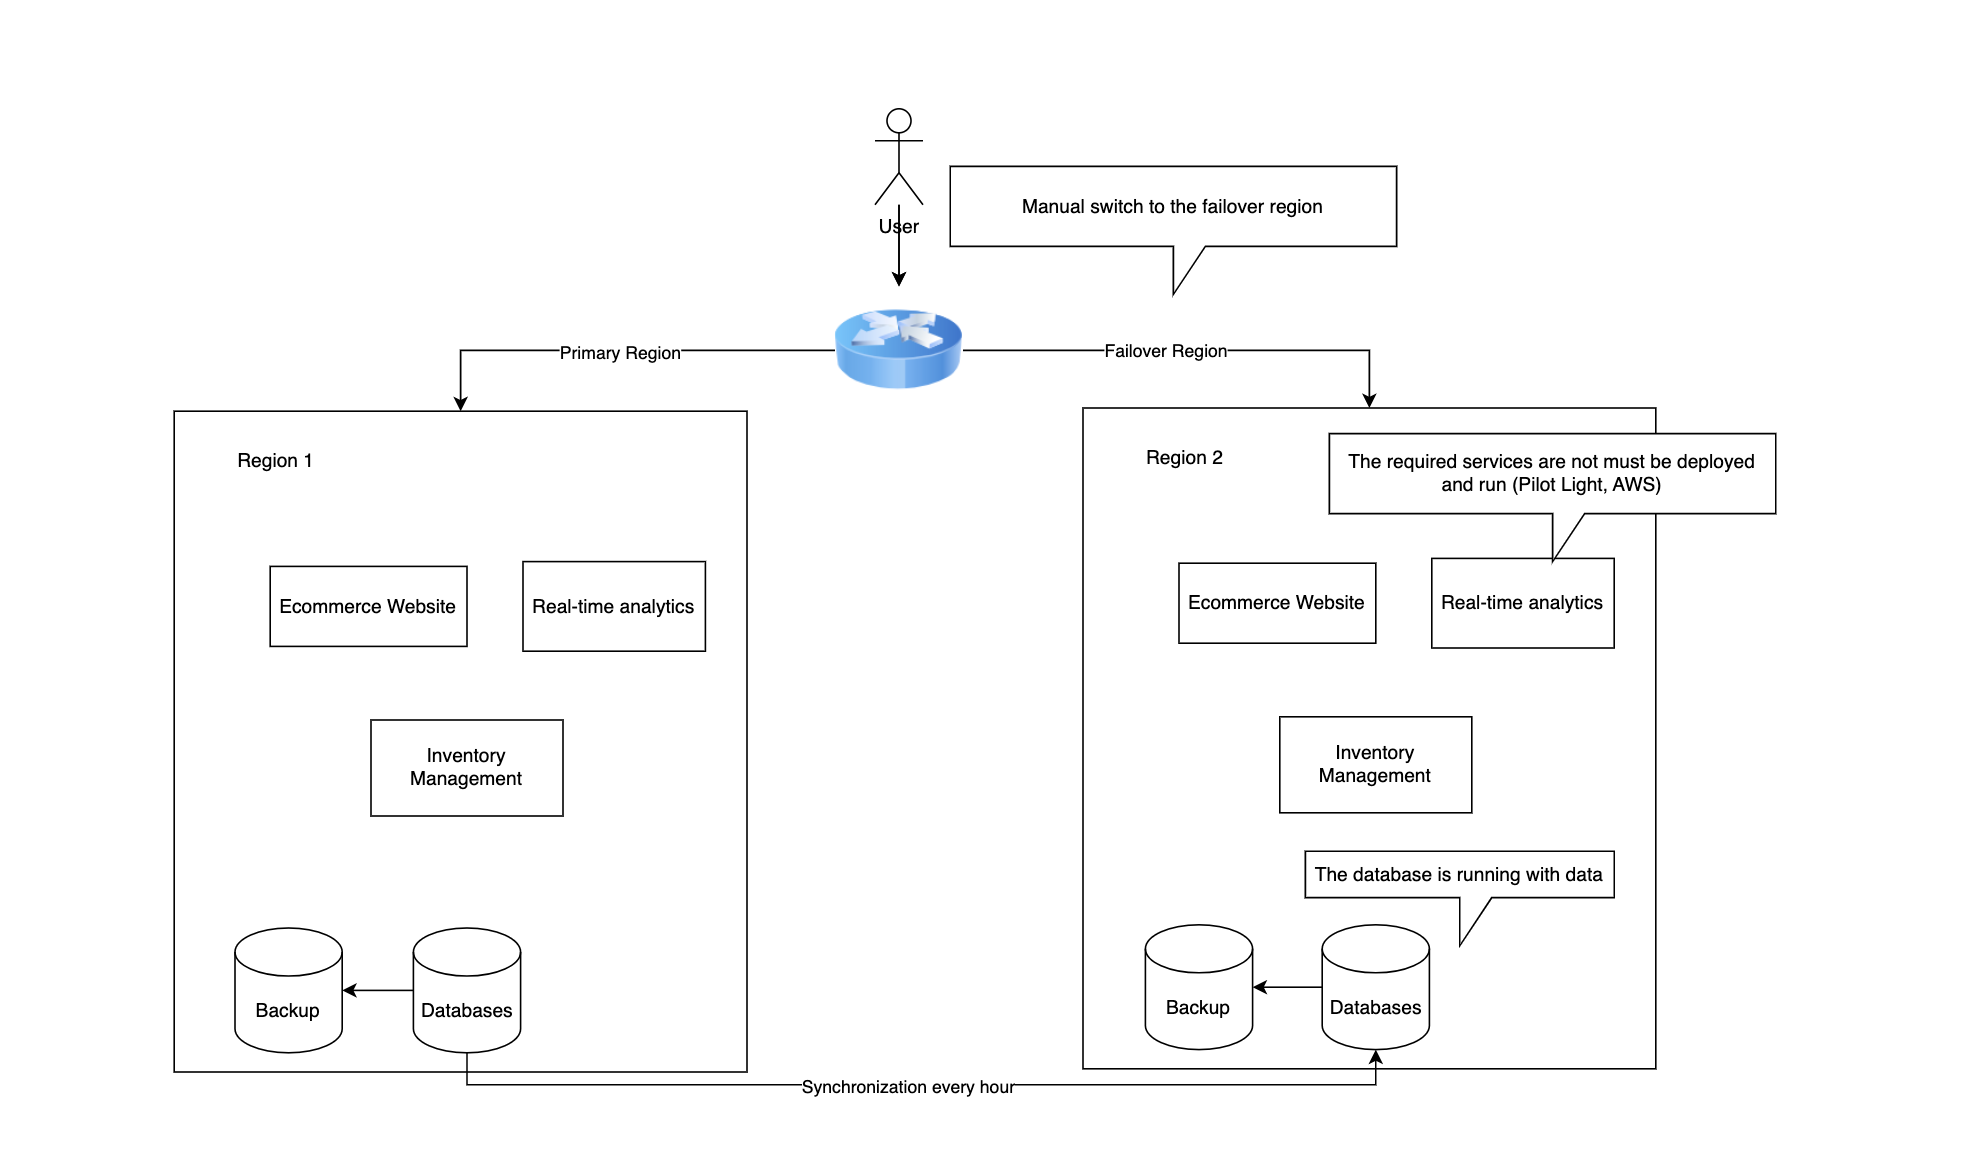 User
Manual switch to the failover region
Primary Region
Failover Region
Region 1
Ecommerce Website
Real-time analytics
Inventory
Management
Backup
Databases
Region 2
The required services are not must be deployed
and run (Pilot Light, AWS)
Ecommerce Website
Real-time analytics
Inventory
Management
The database is running with data
Backup
Databases
Synchronization every hour